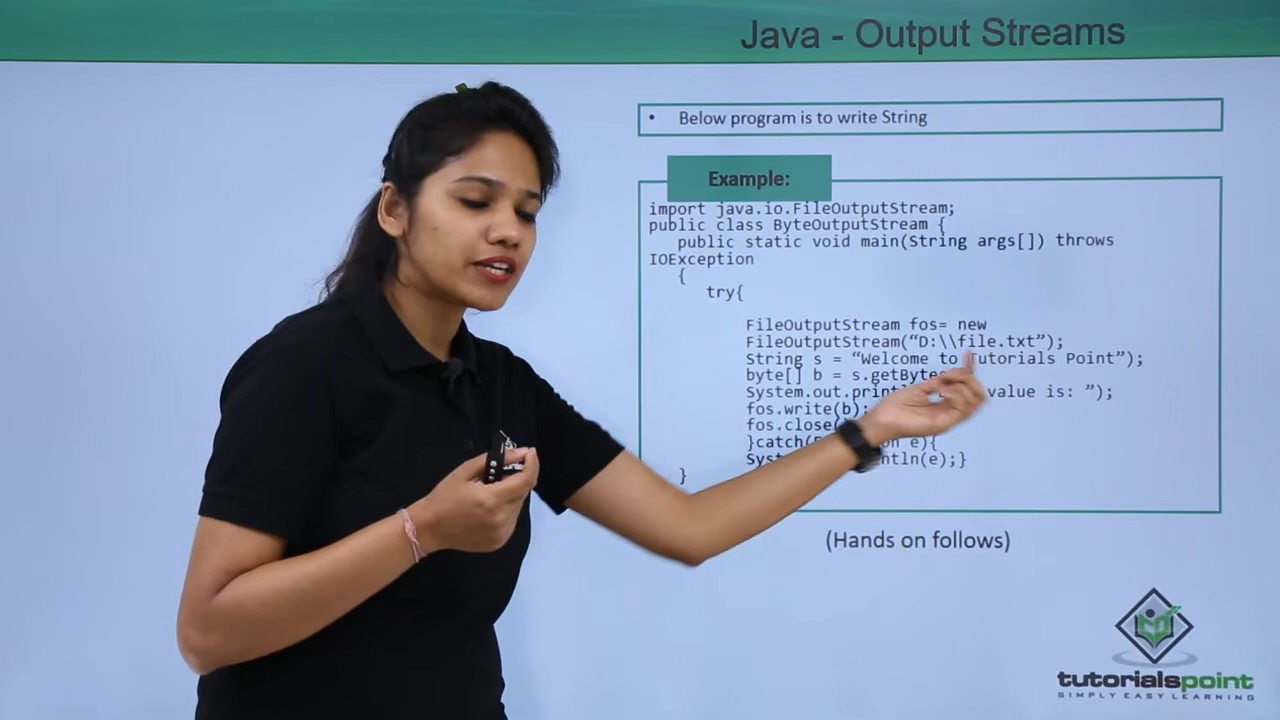 Java - Output Streams
• Below program is to write String
Example:
import java.io.FileOutputStream;
public class ByteOutputStream {
public static void main(String args[]) throws
IOException
{
try{
FileOutputStream fos= new
FileOutputStream(“D:\\file.txt”);
String s = “Welcome to Tutorials Point”);
byte[] b = s.getBytes
System.out.println value is: ”);
fos.write(b);
fos.close(
}catch( e){
ntln(e);}
}
(Hands on follows)
tutorialspoint
SIMPLY EASY LEARNING